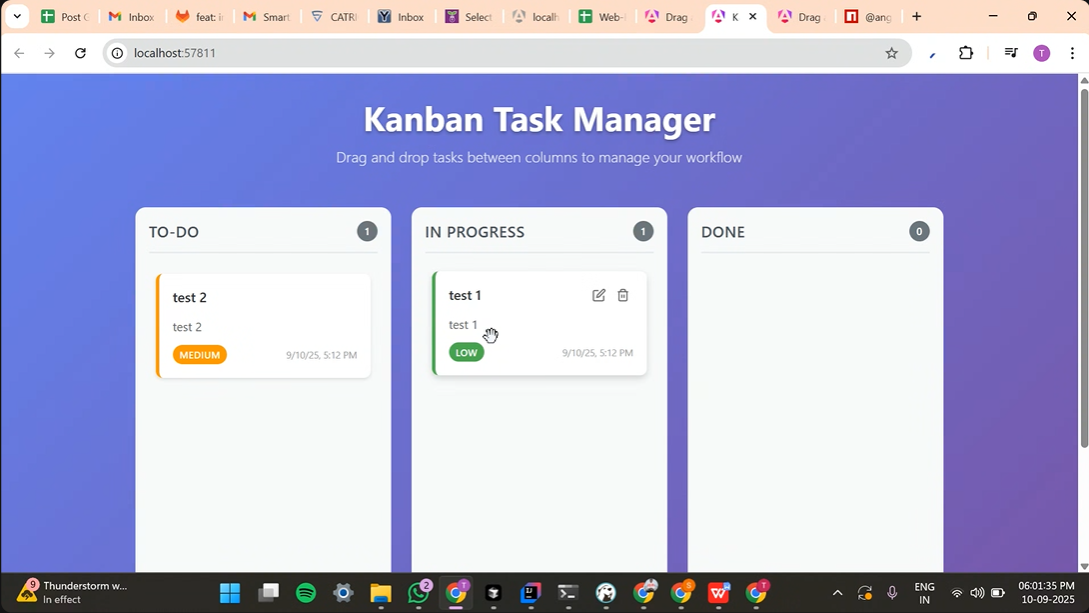 Post G
Inbox
feat: i
Smart
CATRI
Inbox
Select
localh
Web-
Drag
K
Drag
@ang
localhost:57811
T
Kanban Task Manager
Drag and drop tasks between columns to manage your workflow
TO-DO 1
IN PROGRESS 1
DONE 0
test 2
test 2
MEDIUM 9/10/25, 5:12 PM
test 1
test 1
LOW 9/10/25, 5:12 PM
9
Thunderstorm w...
In effect
2
ENG
IN
06:01:35 PM
10-09-2025